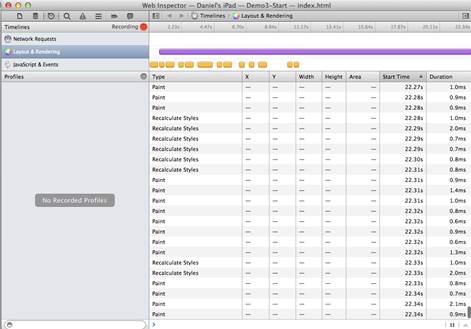 Web Inspector — Daniel's iPad — Demo3-Start — index.html
Timelines › Layout & Rendering
Timelines Recording
2.23s 4.47s 6.70s 8.94s
17.87s 20.11s 22.34s
Network Requests
Layout & Rendering
JavaScript & Events
Profiles
No Recorded Profiles
Type X Y Width Height Area Start Time Duration
Paint — — — — — 22.27s 1.0ms
Paint — — — — — 22.28s 0.9ms
Paint — — — — — 22.28s 0.9ms
Recalculate Styles — — — — — 22.28s 1.0ms
Recalculate Styles — — — — — 22.29s 0.7ms
Recalculate Styles — — — — — 22.29s 0.7ms
Recalculate Styles — — — — — 22.29s 0.7ms
Recalculate Styles — — — — — 22.30s 0.8ms
Recalculate Styles — — — — — 22.31s 0.8ms
Paint — — — — — 22.31s 0.9ms
Paint — — — — — 22.31s 1.4ms
Paint — — — — — 22.32s 1.0ms
Paint — — — — — 22.32s 0.8ms
Paint — — — — — 22.32s 0.6ms
Paint — — — — — 22.32s 0.9ms
Paint — — — — — 22.32s 0.6ms
Paint — — — — — 22.32s 1.3ms
Recalculate Styles — — — — — 22.33s 1.0ms
Recalculate Styles — — — — — 22.33s 2.0ms
Paint — — — — — 22.33s 0.8ms
Paint — — — — — 22.34s 0.7ms
Paint — — — — — 22.34s 2.1ms
Paint — — — — — 22.34s 0.9ms